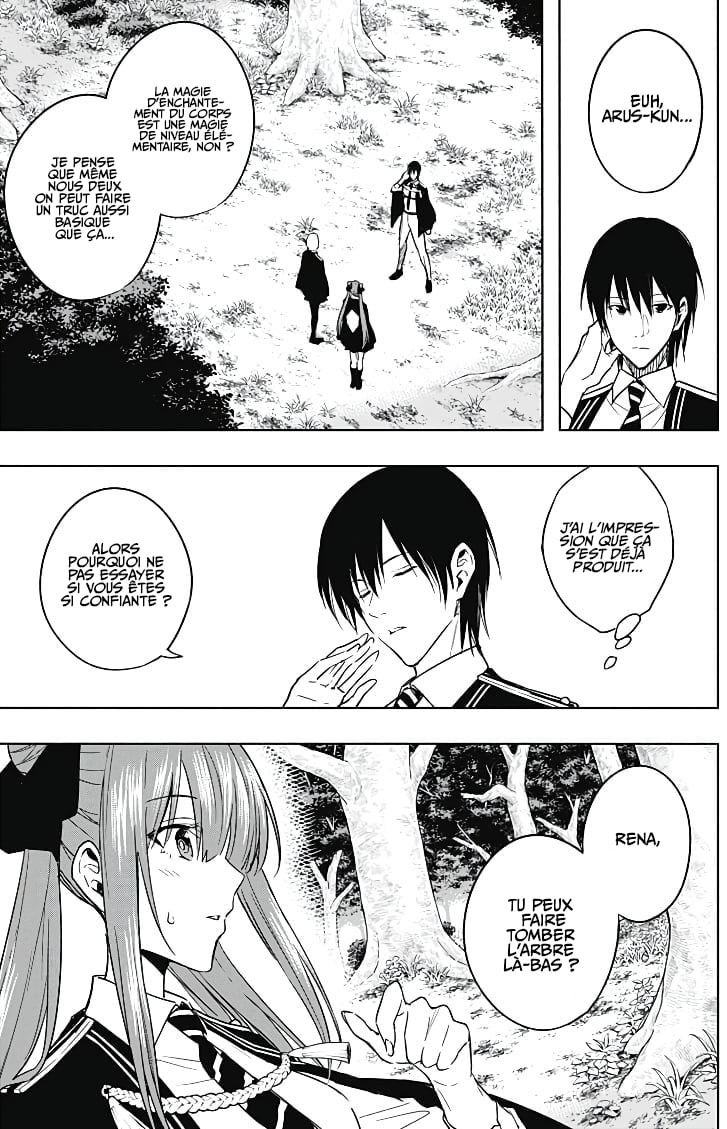 EUH,
ARUS-KUN...
LA MAGIE
D'ENCHANTE-
MENT DU CORPS
EST UNE MAGIE
DE NIVEAU ÉLÉ-
MENTAIRE, NON ?
JE PENSE
QUE MÊME
NOUS DEUX
ON PEUT FAIRE
UN TRUC AUSSI
BASIQUE
QUE ÇA...
J'AI L'IMPRES-
SION QUE ÇA
S'EST DÉJÀ
PRODUIT...
ALORS
POURQUOI NE
PAS ESSAYER
SI VOUS ÊTES
SI CONFIANTE ?
RENA,
TU PEUX
FAIRE
TOMBER
L'ARBRE
LÀ-BAS ?